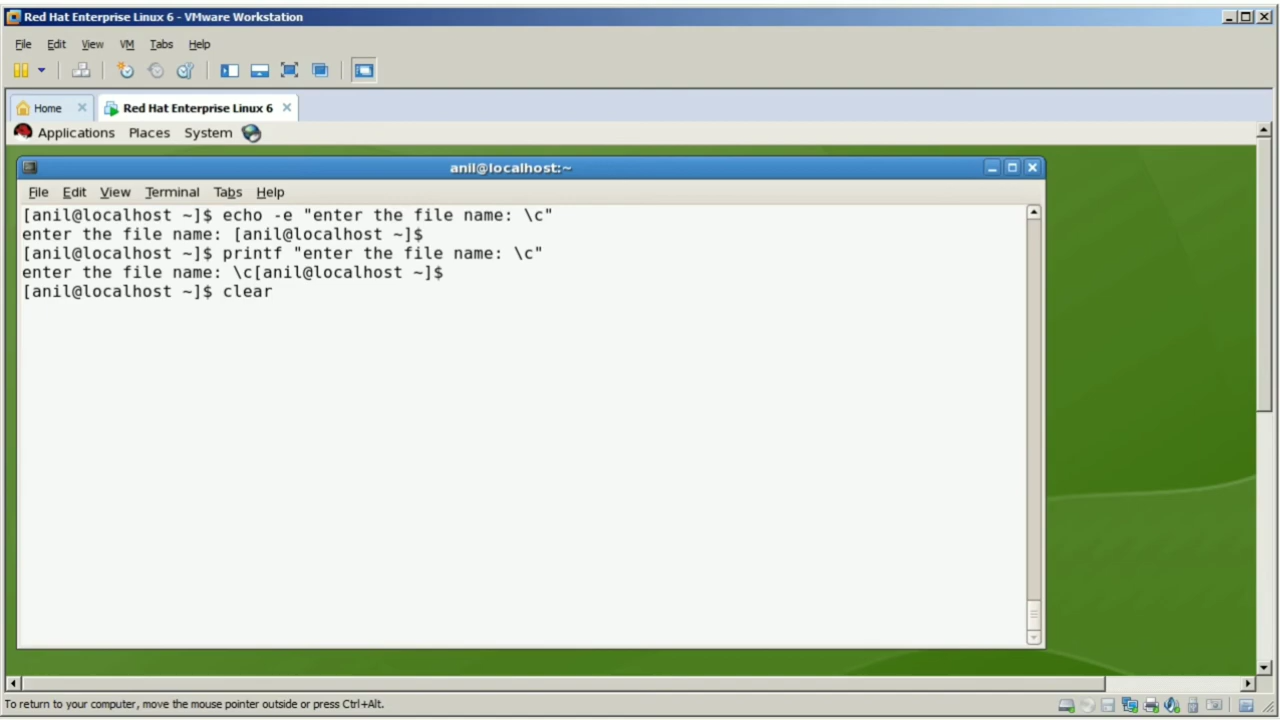 Red Hat Enterprise Linux 6 - VMware Workstation
File Edit View VM Tabs Help
Home Red Hat Enterprise Linux 6
Applications Places System
anil@localhost:~
File Edit View Terminal Tabs Help
[anil@localhost ~]$ echo -e "enter the file name: \c"
enter the file name: [anil@localhost ~]$
[anil@localhost ~]$ printf "enter the file name: \c"
enter the file name: \c[anil@localhost ~]$
[anil@localhost ~]$ clear
To return to your computer, move the mouse pointer outside or press Ctrl+Alt.